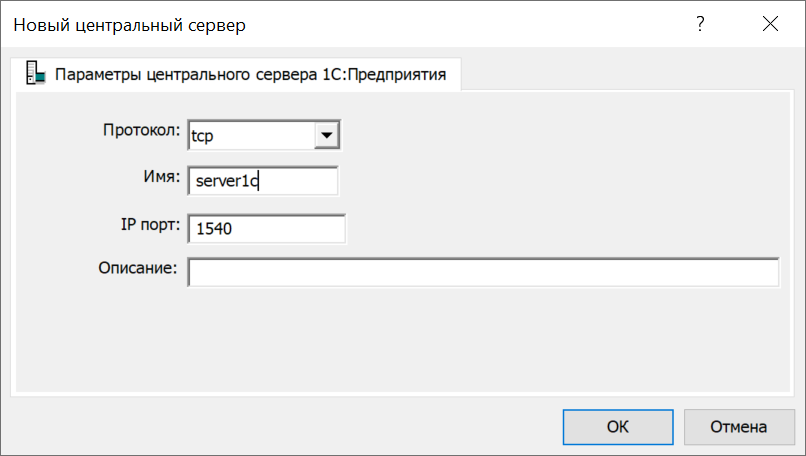 Новый центральный сервер
?
Параметры центрального сервера 1С:Предприятия
Протокол: tcp
Имя: server1c
IP порт: 1540
Описание:
OK Отмена